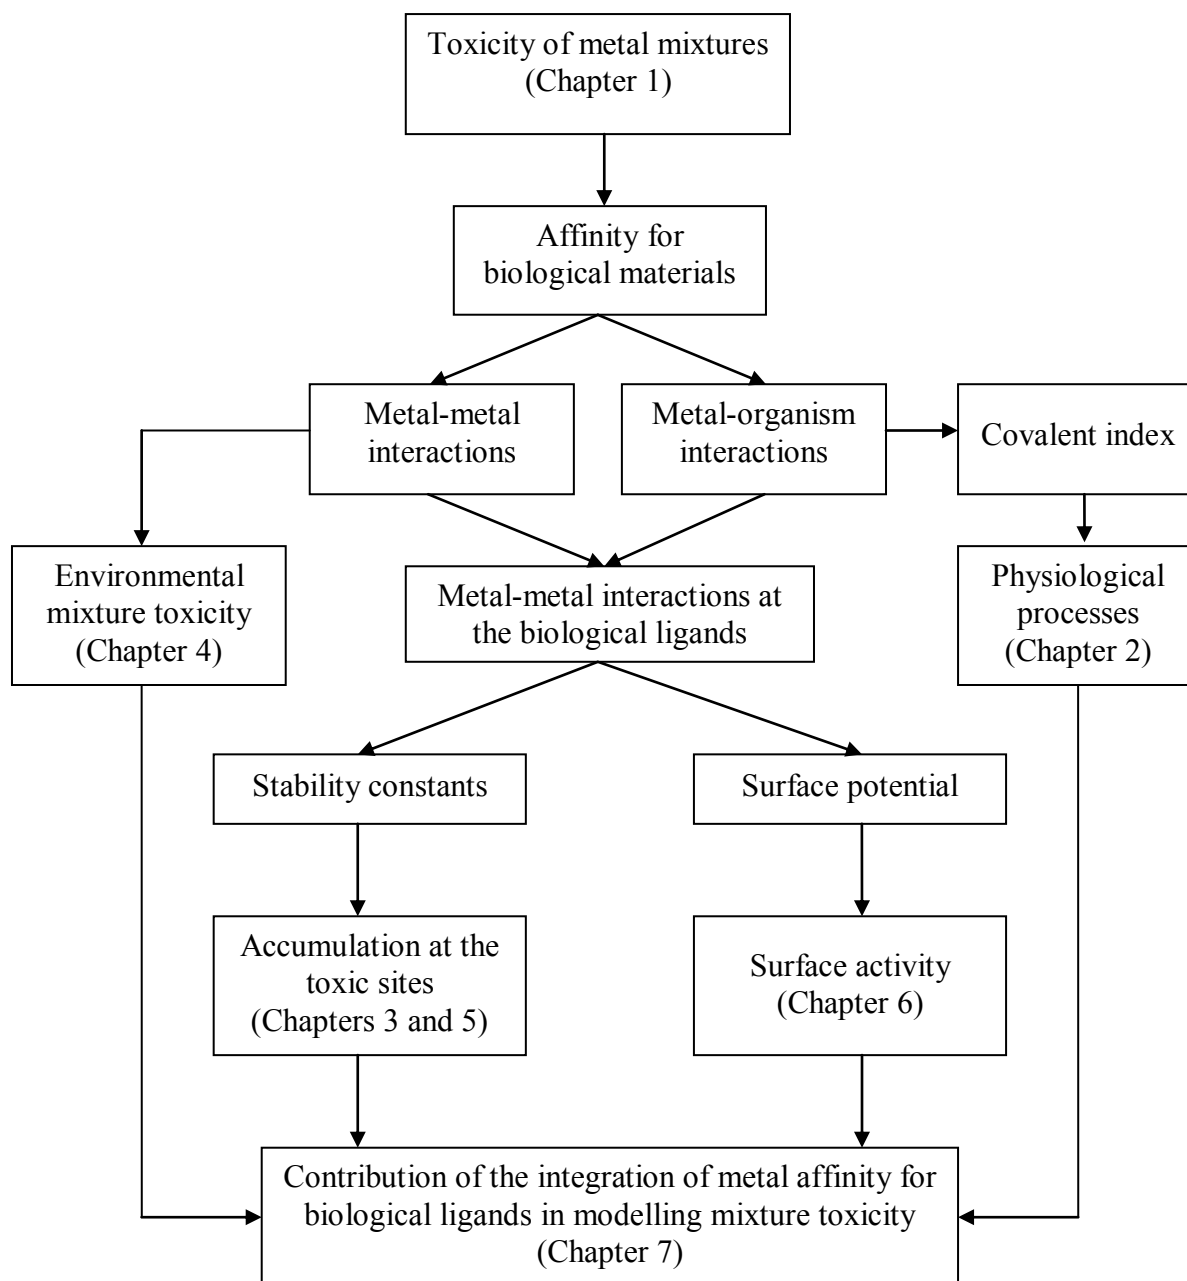 Toxicity of metal mixtures
(Chapter 1)
Affinity for
biological materials
Metal-metal
interactions
Metal-organism
interactions
Covalent index
Environmental
mixture toxicity
(Chapter 4)
Metal-metal interactions at
the biological ligands
Physiological
processes
(Chapter 2)
Stability constants
Surface potential
Accumulation at the
toxic sites
(Chapters 3 and 5)
Surface activity
(Chapter 6)
Contribution of the integration of metal affinity for
biological ligands in modelling mixture toxicity
(Chapter 7)